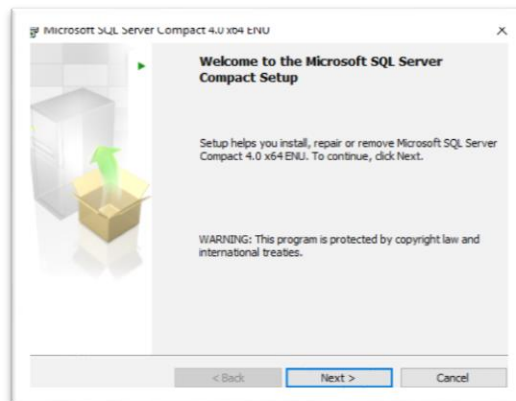 Microsoft SQL Server Compact 4.0 x64 ENU
Welcome to the Microsoft SQL Server
Compact Setup
Setup helps you install, repair or remove Microsoft SQL Server
Compact 4.0 x64 ENU. To continue, click Next.
WARNING: This program is protected by copyright law and
international treaties.
< Back
Next >
Cancel